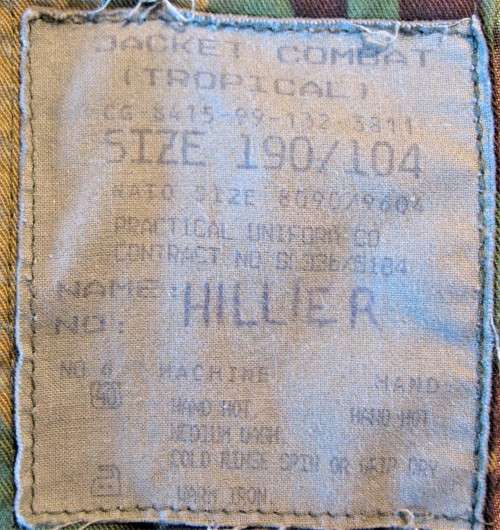 JACKET COMBAT
(TROPICAL)
CG 8415-99-132-3811
SIZE 190/104
NATO SIZE 8090/9604
PRACTICAL UNIFORM CO
CONTRACT NO
NAME: HILLIER
NO:
NO 4 MACHINE HAND
40 HAND HOT HAND HOT
MEDIUM WASH
COLD RINSE SPIN OR DRIP DRY
WARM IRON